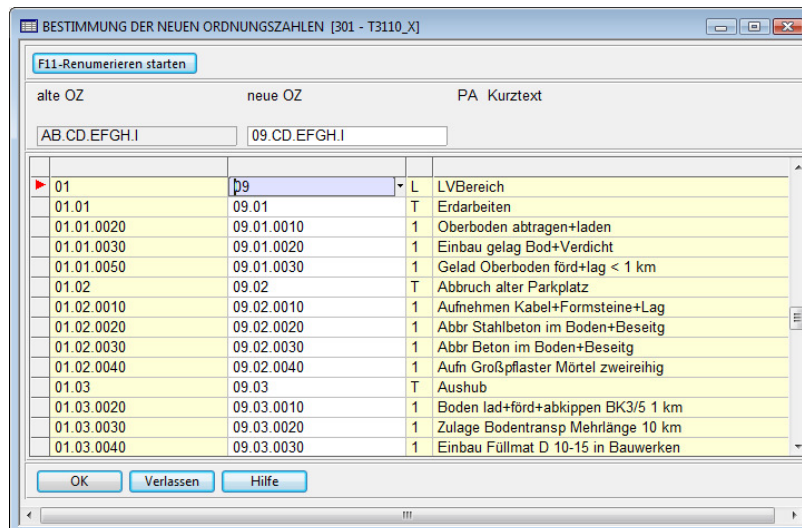 BESTIMMUNG DER NEUEN ORDNUNGSZAHLEN [301 - T3110_X]
F11-Renumerieren starten
alte OZ neue OZ PA Kurztext
AB.CD.EFGH.I 09.CD.EFGH.I
01 09 L LVBereich
01.01 09.01 T Erdarbeiten
01.01.0020 09.01.0010 1 Oberboden abtragen+laden
01.01.0030 09.01.0020 1 Einbau gelag Bod+Verdicht
01.01.0050 09.01.0030 1 Gelad Oberboden förd+lag < 1 km
01.02 09.02 T Abbruch alter Parkplatz
01.02.0010 09.02.0010 1 Aufnehmen Kabel+Formsteine+Lag
01.02.0020 09.02.0020 1 Abbr Stahlbeton im Boden+Beseitg
01.02.0030 09.02.0030 1 Abbr Beton im Boden+Beseitg
01.02.0040 09.02.0040 1 Aufn Großpflaster Mörtel zweireihig
01.03 09.03 T Aushub
01.03.0020 09.03.0010 1 Boden lad+förd+abkippen BK3/5 1 km
01.03.0030 09.03.0020 1 Zulage Bodentransp Mehrlänge 10 km
01.03.0040 09.03.0030 1 Einbau Füllmat D 10-15 in Bauwerken
OK Verlassen Hilfe